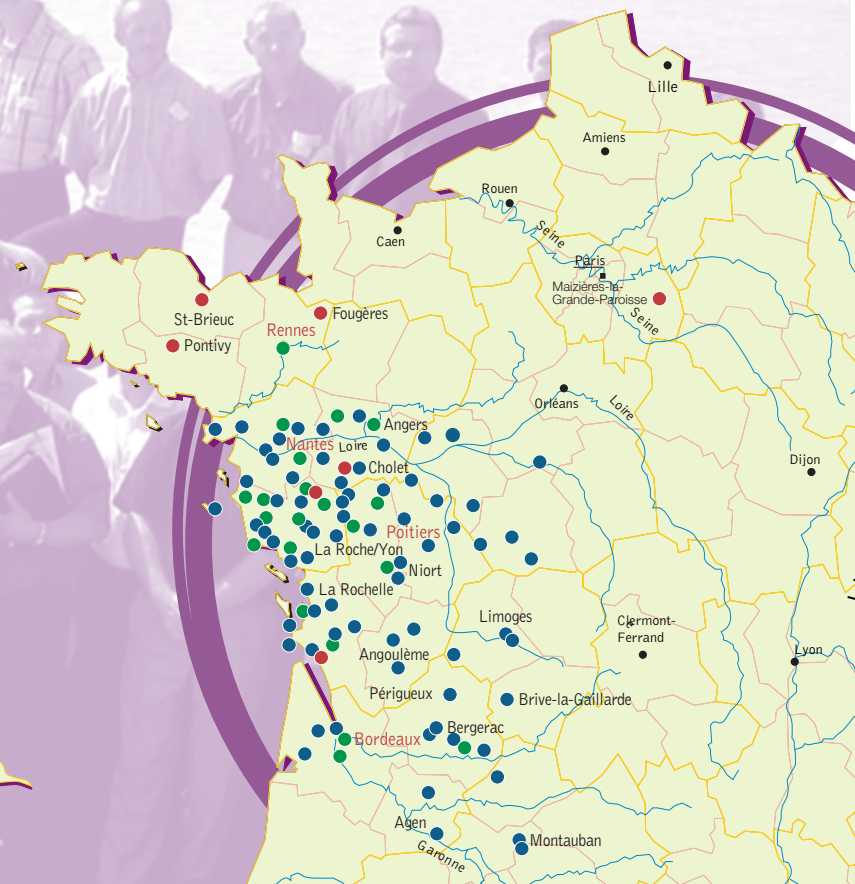 Lille
Amiens
Rouen
Seine
Caen
Paris
Maizières-la-
Grande-Paroisse
Seine
St-Brieuc
Fougères
Rennes
Pontivy
Orléans
Loire
Angers
Nantes
Loire
Cholet
Dijon
Poitiers
La Roche/Yon
Niort
La Rochelle
Limoges
Clermont-
Ferrand
Lyon
Angoulème
Périgueux
Brive-la-Gaillarde
Bergerac
Bordeaux
Agen
Garonne
Montauban